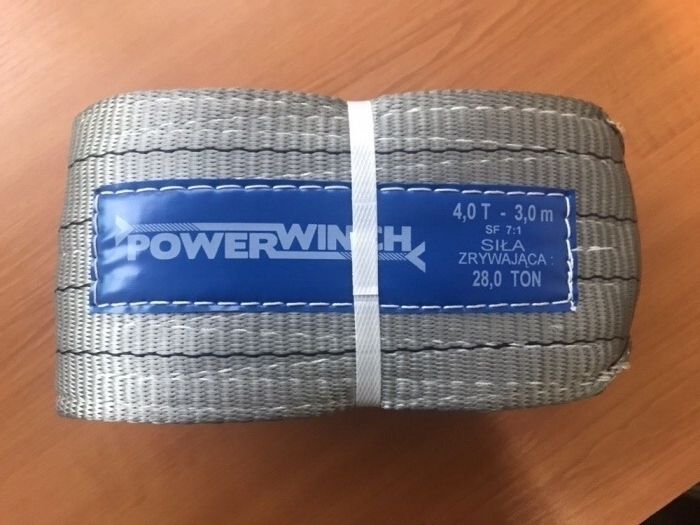 POWERWINCH
4,0 T - 3,0 m
SF 7:1
SIŁA
ZRYWAJĄCA :
28,0 TON